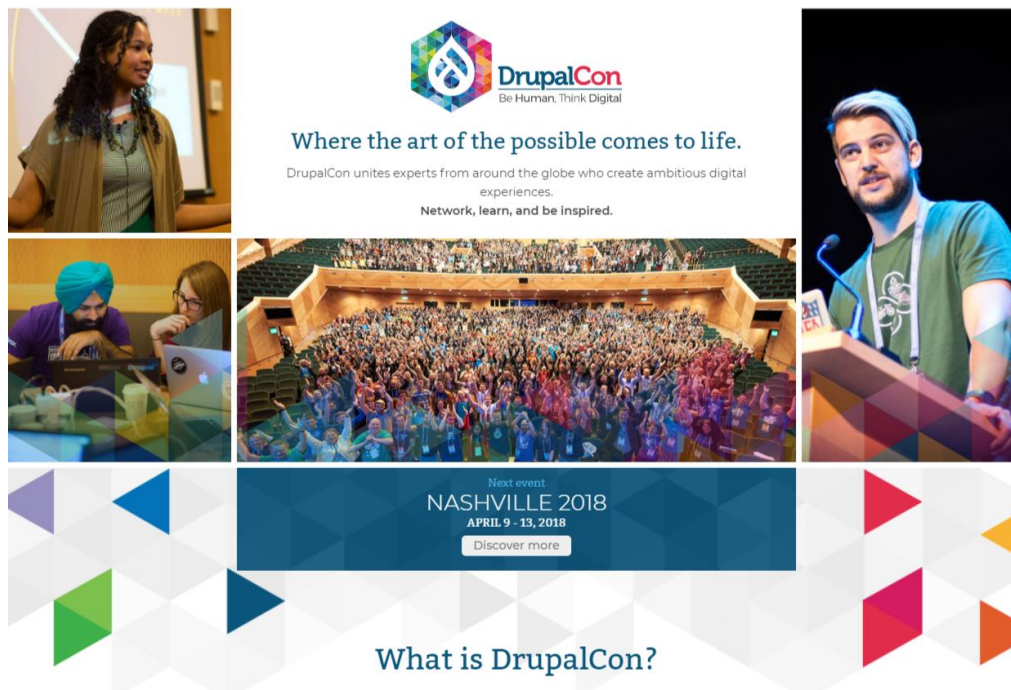 DrupalCon
Be Human, Think Digital
Where the art of the possible comes to life.
DrupalCon unites experts from around the globe who create ambitious digital
experiences.
Network, learn, and be inspired.
Next event
NASHVILLE 2018
APRIL 9 - 13, 2018
Discover more
What is DrupalCon?